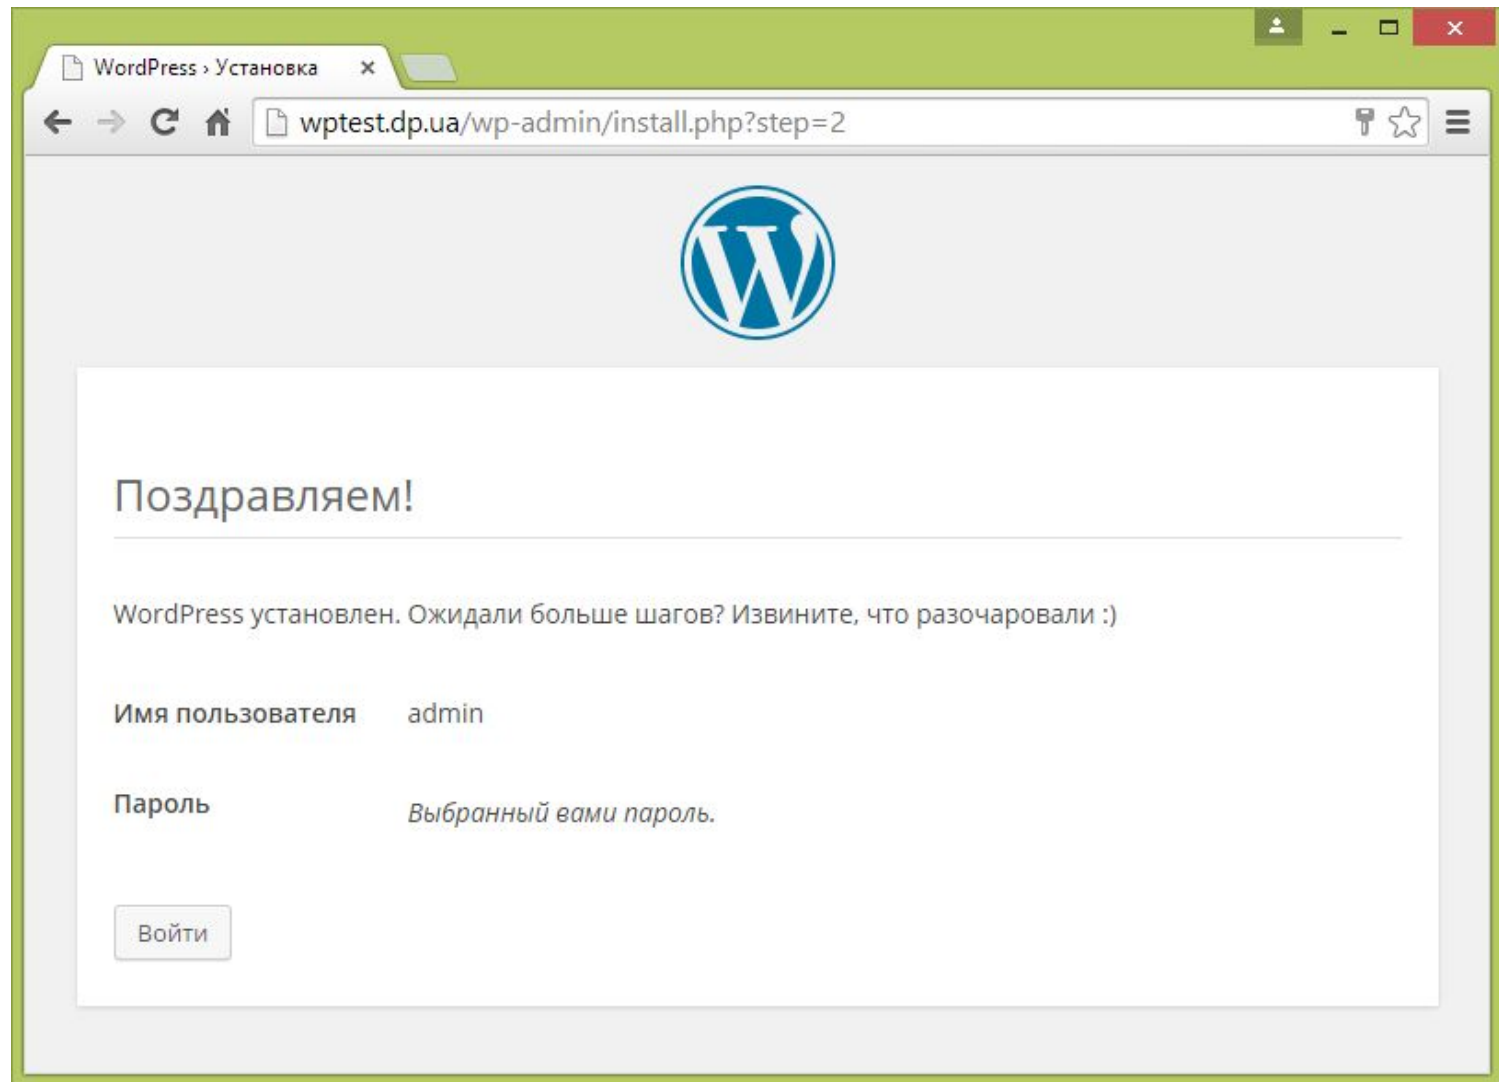 WordPress › Установка
wptest.dp.ua/wp-admin/install.php?step=2
Поздравляем!
WordPress установлен. Ожидали больше шагов? Извините, что разочаровали :)
Имя пользователя admin
Пароль Выбранный вами пароль.
Войти